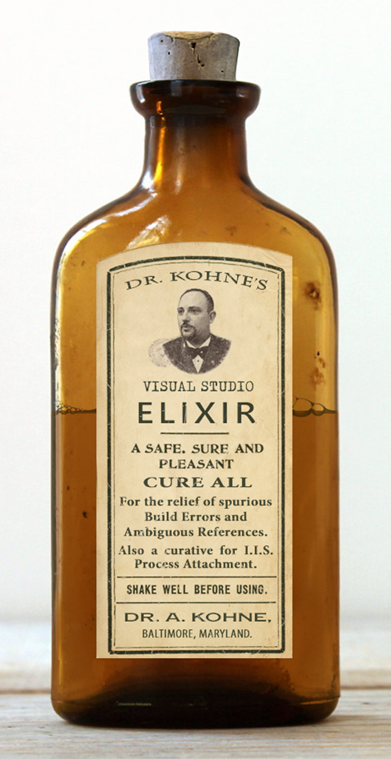 DR. KOHNE'S
VISUAL STUDIO
ELIXIR
A SAFE, SURE AND
PLEASANT
CURE ALL
For the relief of spurious
Build Errors and
Ambiguous References.
Also a curative for I.I.S.
Process Attachment.
SHAKE WELL BEFORE USING.
DR. A. KOHNE,
BALTIMORE, MARYLAND.